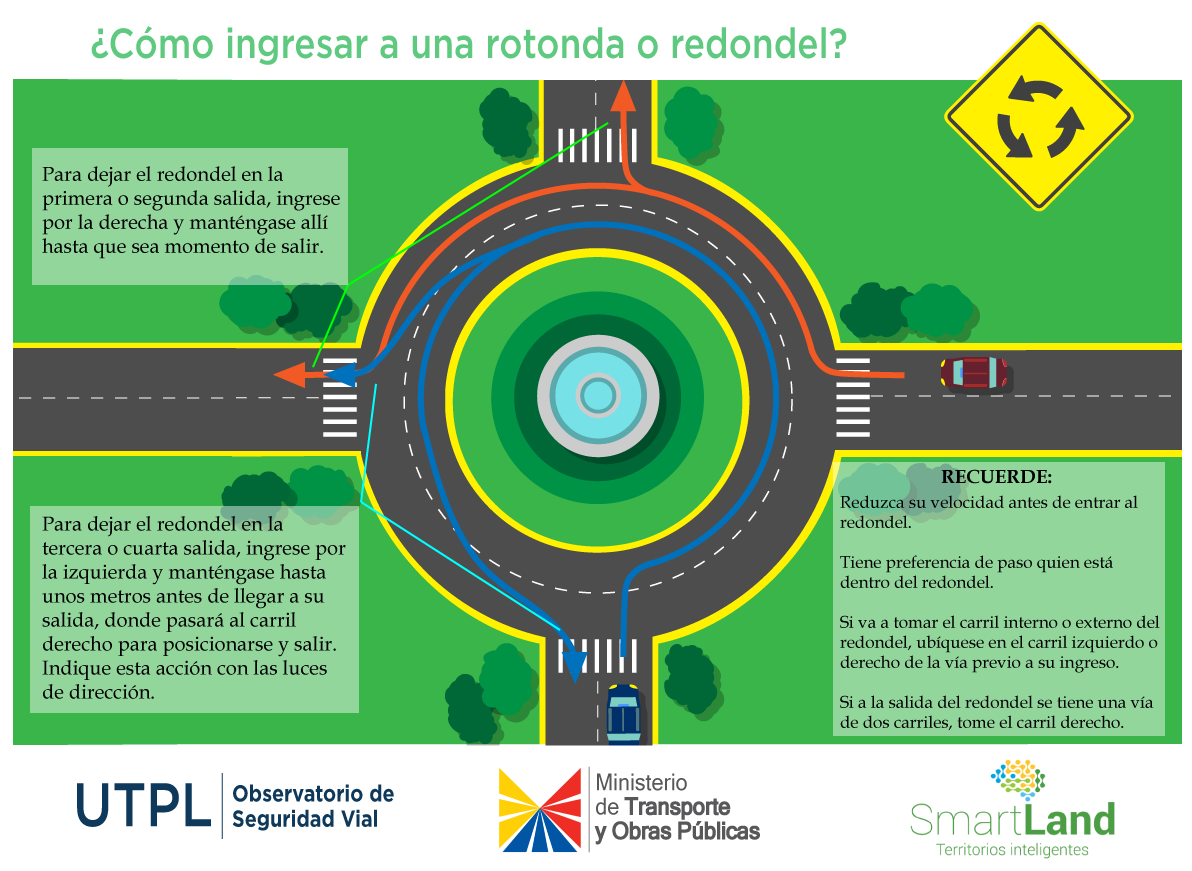 ¿Cómo ingresar a una rotonda o redondel?
Para dejar el redondel en la
primera o segunda salida, ingrese
por la derecha y manténgase allí
hasta que sea momento de salir.
Para dejar el redondel en la
tercera o cuarta salida, ingrese por
la izquierda y manténgase hasta
unos metros antes de llegar a su
salida, donde pasará al carril
derecho para posicionarse y salir.
Indique esta acción con las luces
de dirección.
RECUERDE:
Reduzca su velocidad antes de entrar al
redondel.
Tiene preferencia de paso quien está
dentro del redondel.
Si va a tomar el carril interno o externo del
redondel, ubíquese en el carril izquierdo o
derecho de la vía previo a su ingreso.
Si a la salida del redondel se tiene una vía
de dos carriles, tome el carril derecho.
UTPL
Observatorio de
Seguridad Vial
Ministerio
de Transporte
y Obras Públicas
SmartLand
Territorios inteligentes